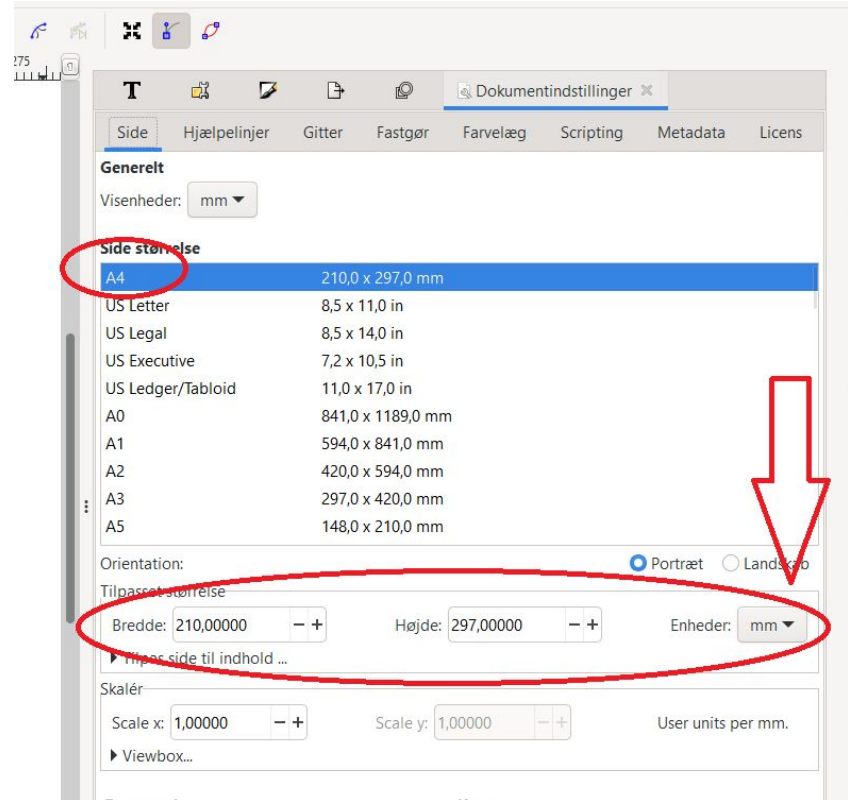 275
T
Dokumentindstillinger
Side Hjælpelinjer Gitter Fastgør Farvelæg Scripting Metadata Licens
Generelt
Visenheder: mm
Side størrelse
A4 210,0 x 297,0 mm
US Letter 8,5 x 11,0 in
US Legal 8,5 x 14,0 in
US Executive 7,2 x 10,5 in
US Ledger/Tabloid 11,0 x 17,0 in
A0 841,0 x 1189,0 mm
A1 594,0 x 841,0 mm
A2 420,0 x 594,0 mm
A3 297,0 x 420,0 mm
A5 148,0 x 210,0 mm
Orientation: Portræt Landskab
Tilpasset størrelse
Bredde: 210,00000 − + Højde: 297,00000 − + Enheder: mm
Tilpas side til indhold ...
Skalér
Scale x: 1,00000 − + Scale y: 1,00000 − + User units per mm.
Viewbox...